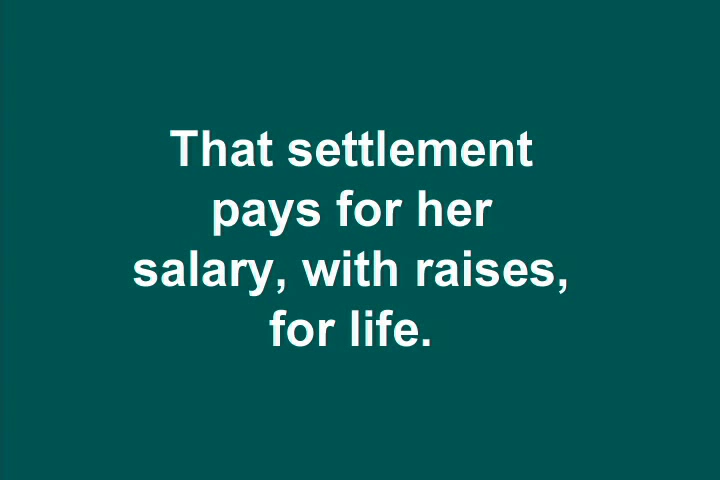 That settlement
pays for her
salary, with raises,
for life.